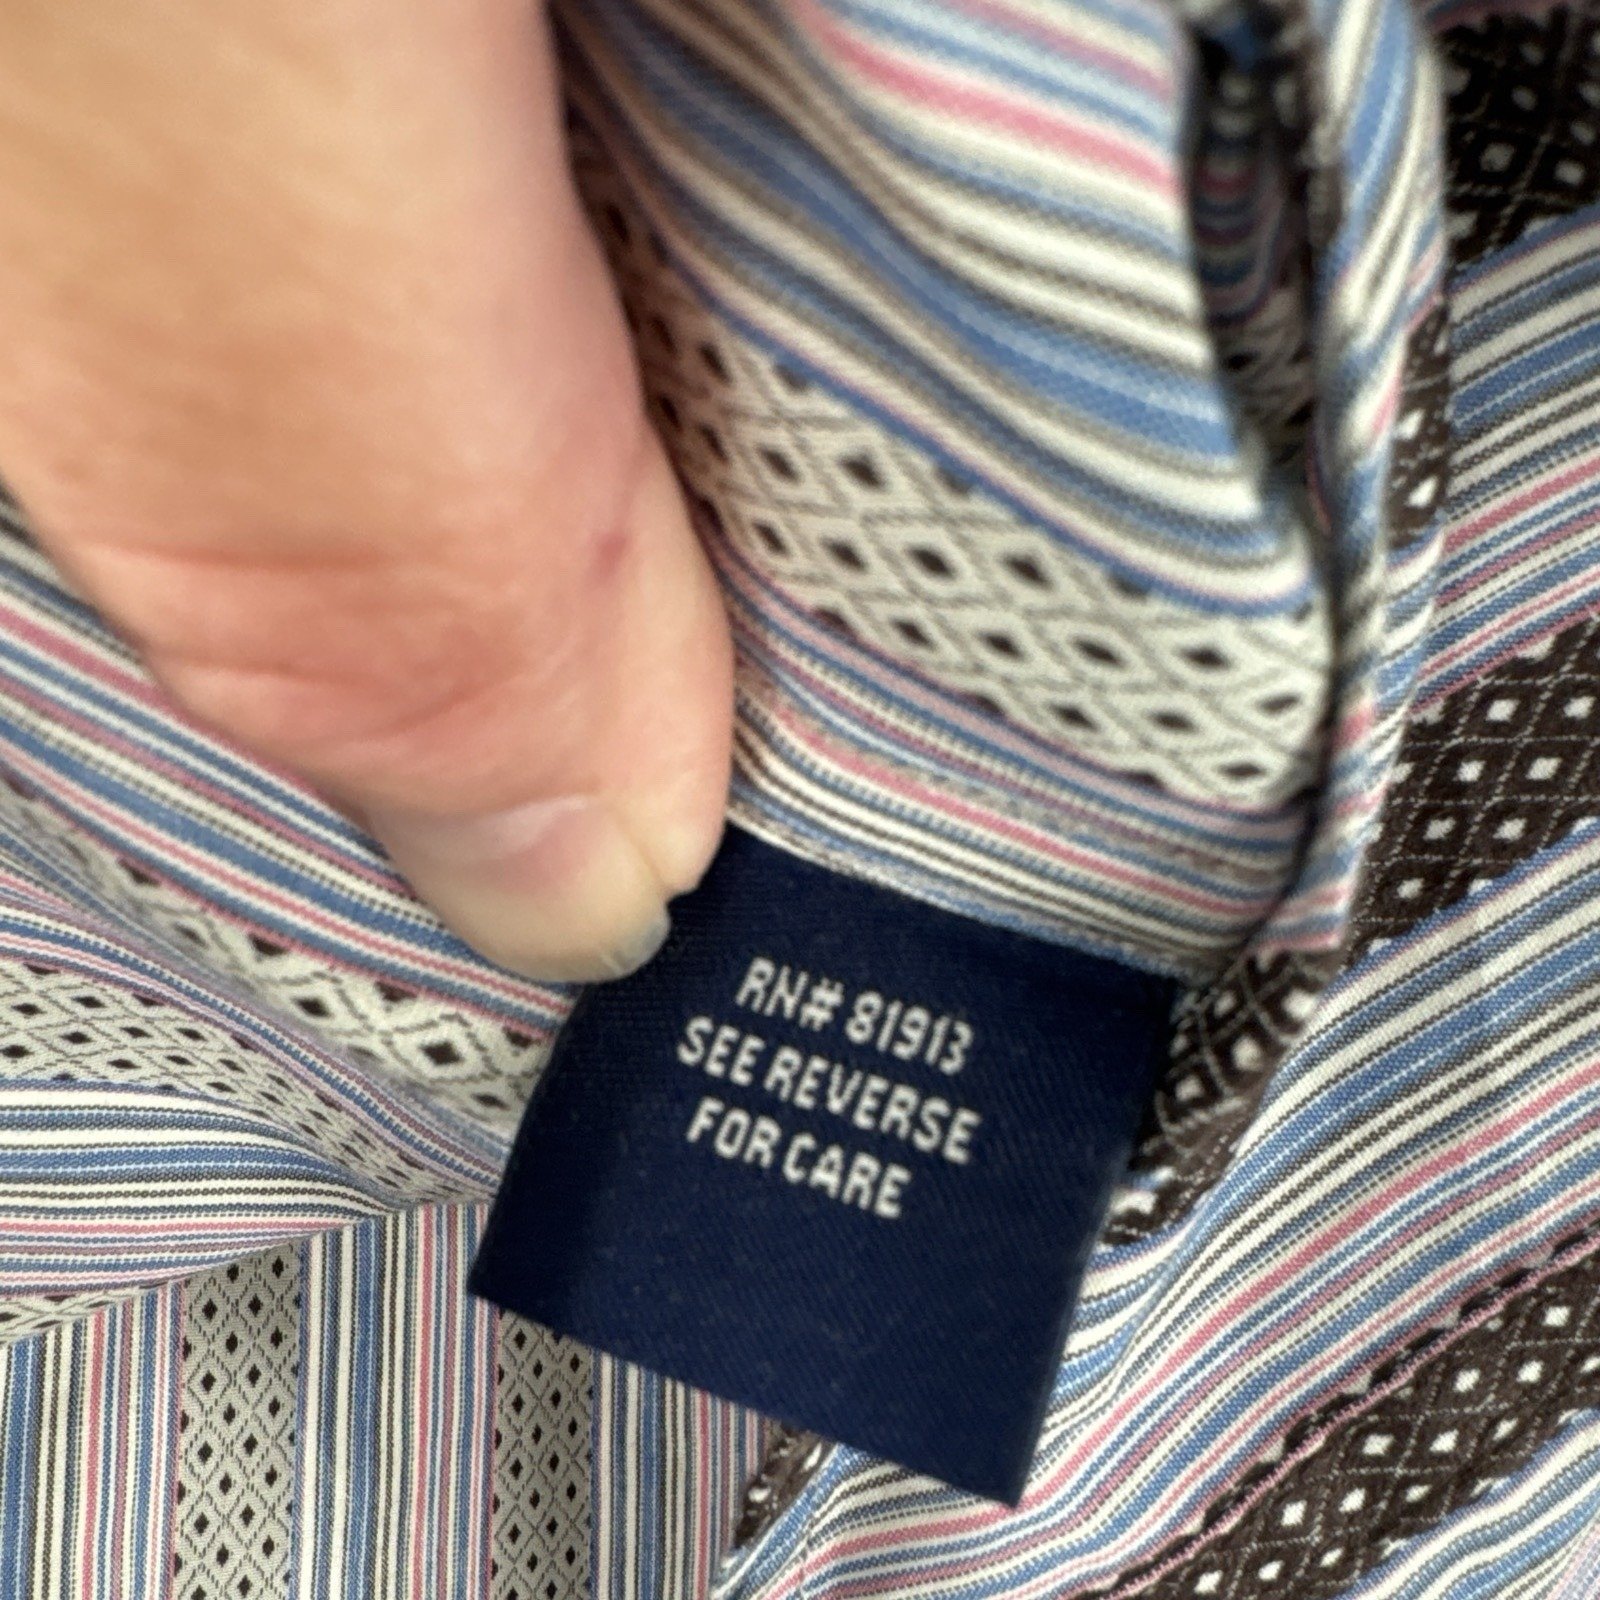 RN# 81913
SEE REVERSE
FOR CARE